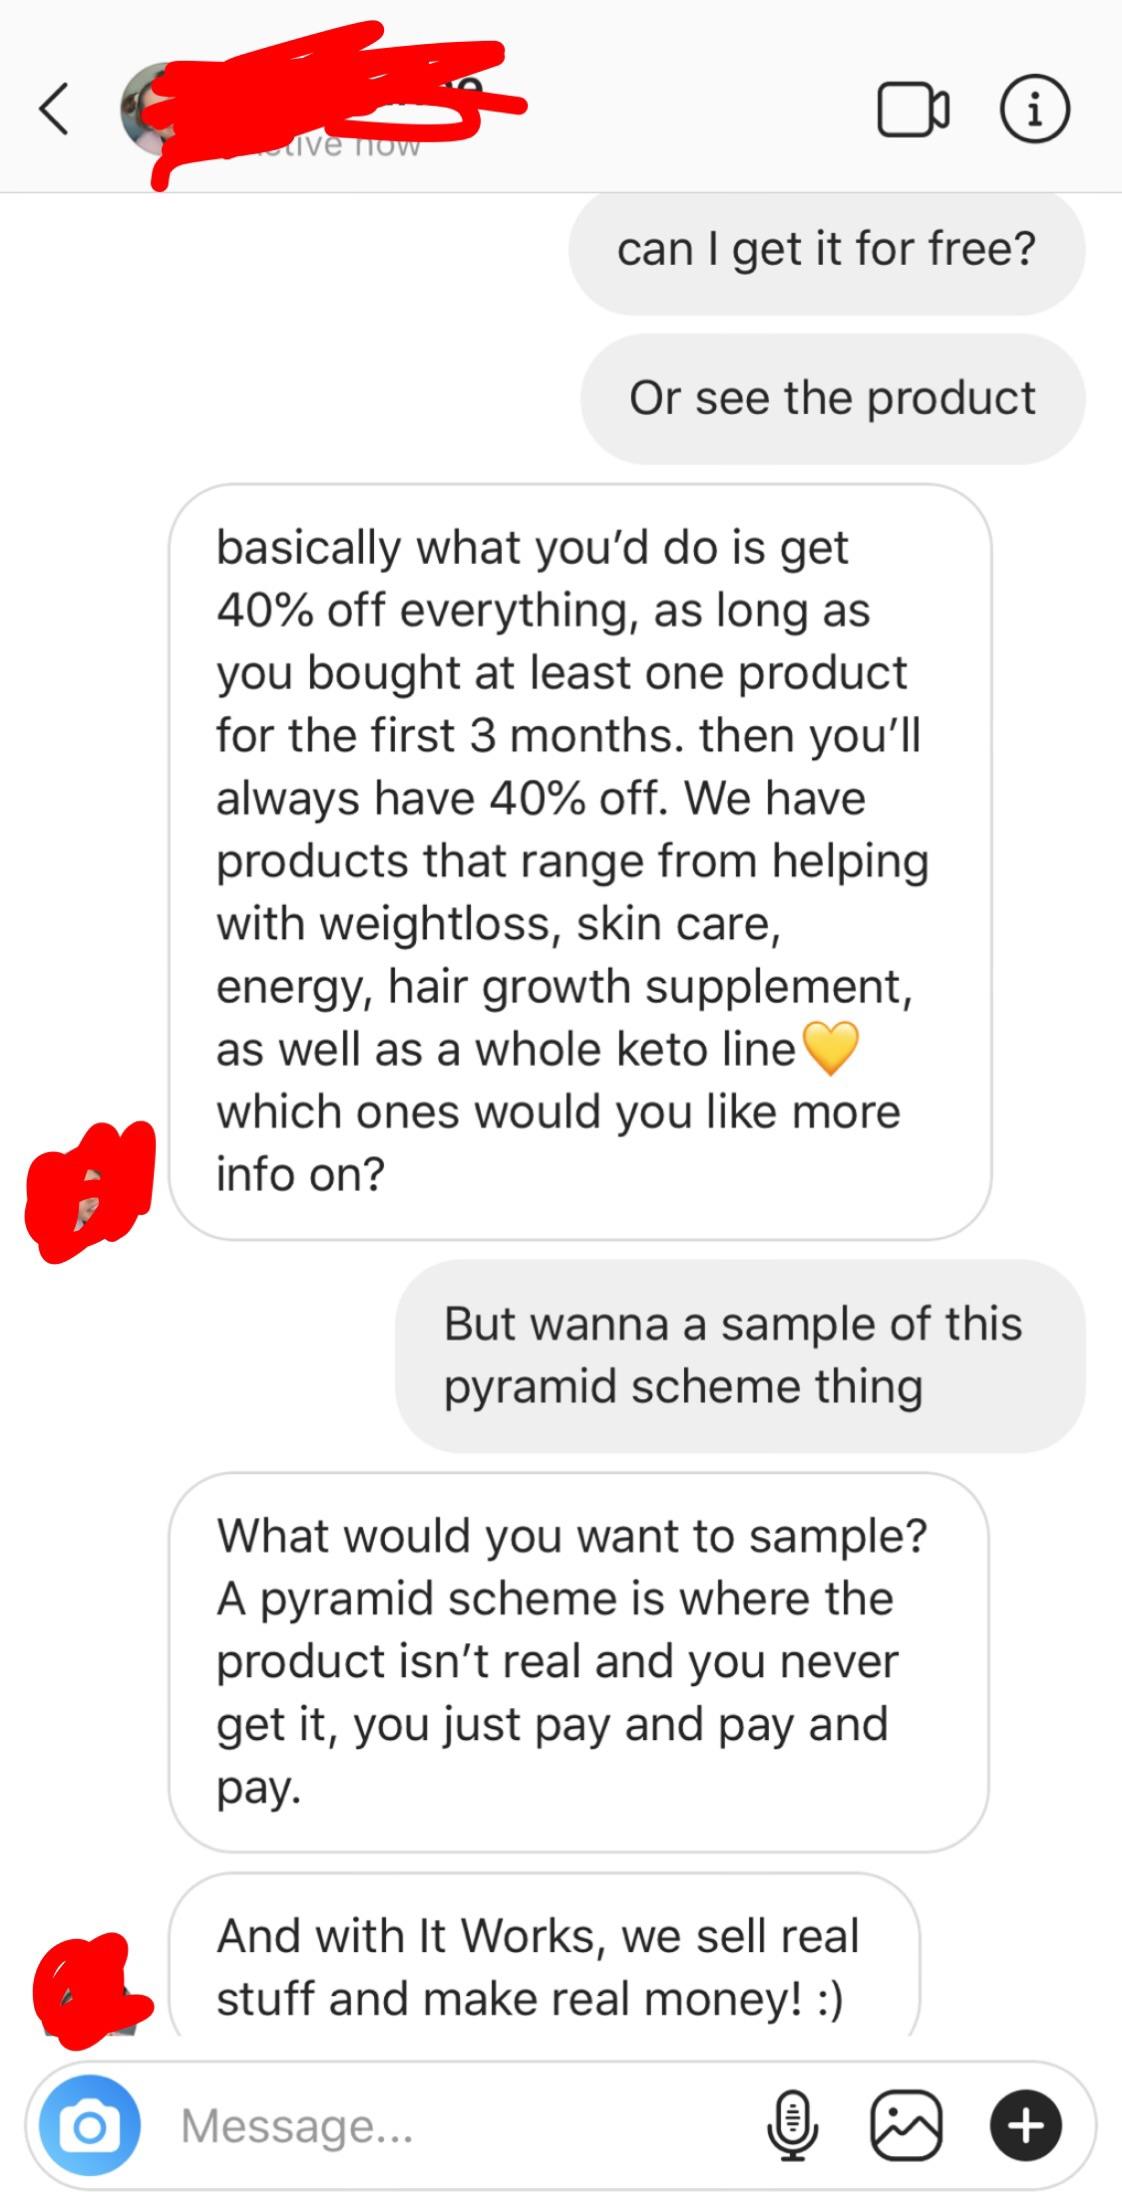 now
can I get it for free?
Or see the product
basically what you'd do is get
40% off everything, as long as
you bought at least one product
for the first 3 months. then you'll
always have 40% off. We have
products that range from helping
with weightloss, skin care,
energy, hair growth supplement,
as well as a whole keto line💛
which ones would you like more
info on?
But wanna a sample of this
pyramid scheme thing
What would you want to sample?
A pyramid scheme is where the
product isn't real and you never
get it, you just pay and pay and
pay.
And with It Works, we sell real
stuff and make real money! :)
Message...